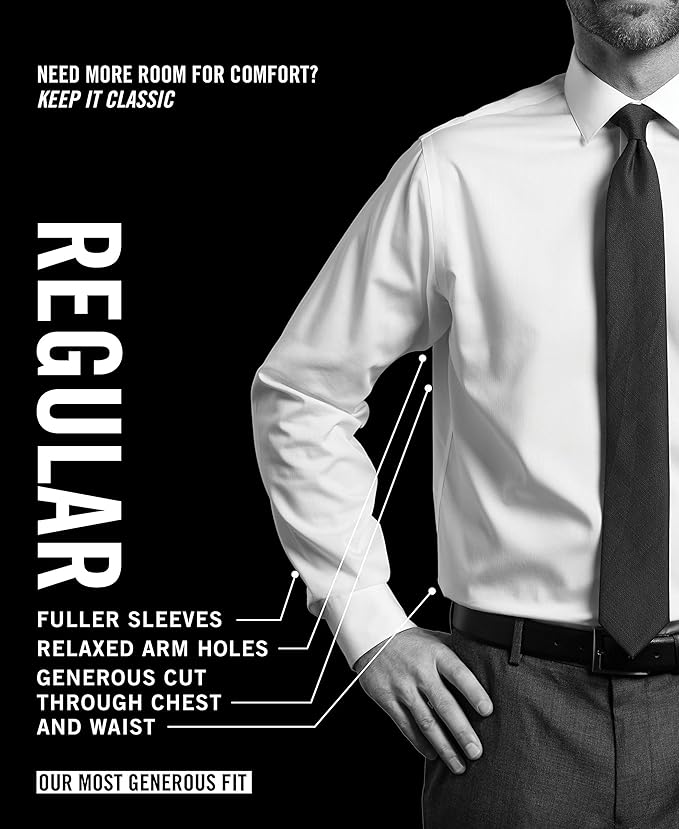 NEED MORE ROOM FOR COMFORT?
KEEP IT CLASSIC
REGULAR
FULLER SLEEVES
RELAXED ARM HOLES
GENEROUS CUT
THROUGH CHEST
AND WAIST
OUR MOST GENEROUS FIT